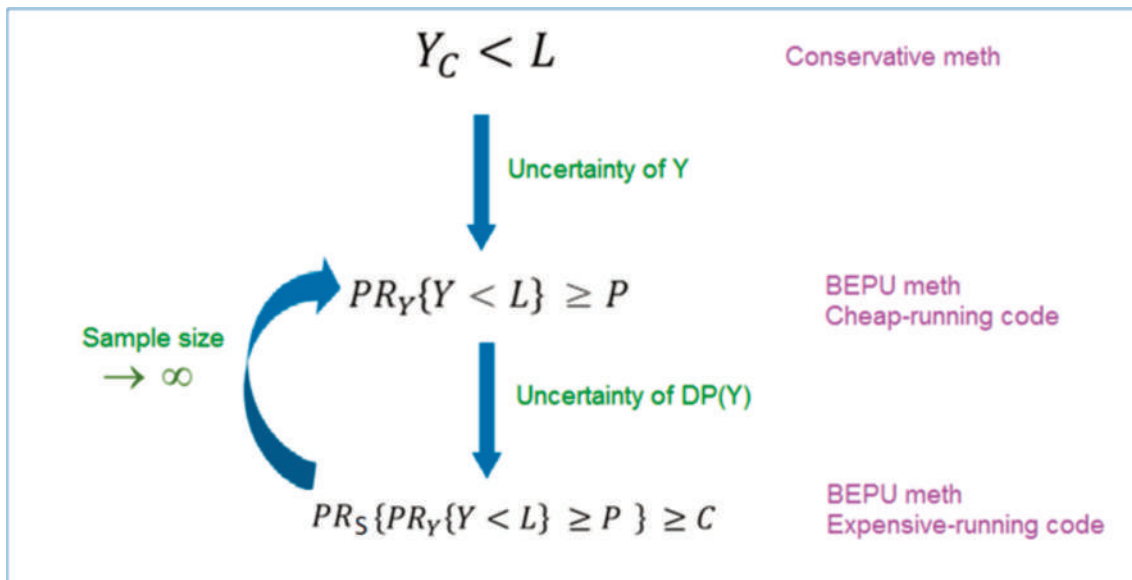 Y_C < L
Conservative meth
Uncertainty of Y
PR_Y{Y < L} ≥ P
BEPU meth
Cheap-running code
Sample size
→ ∞
Uncertainty of DP(Y)
PR_S{PR_Y{Y < L} ≥ P } ≥ C
BEPU meth
Expensive-running code